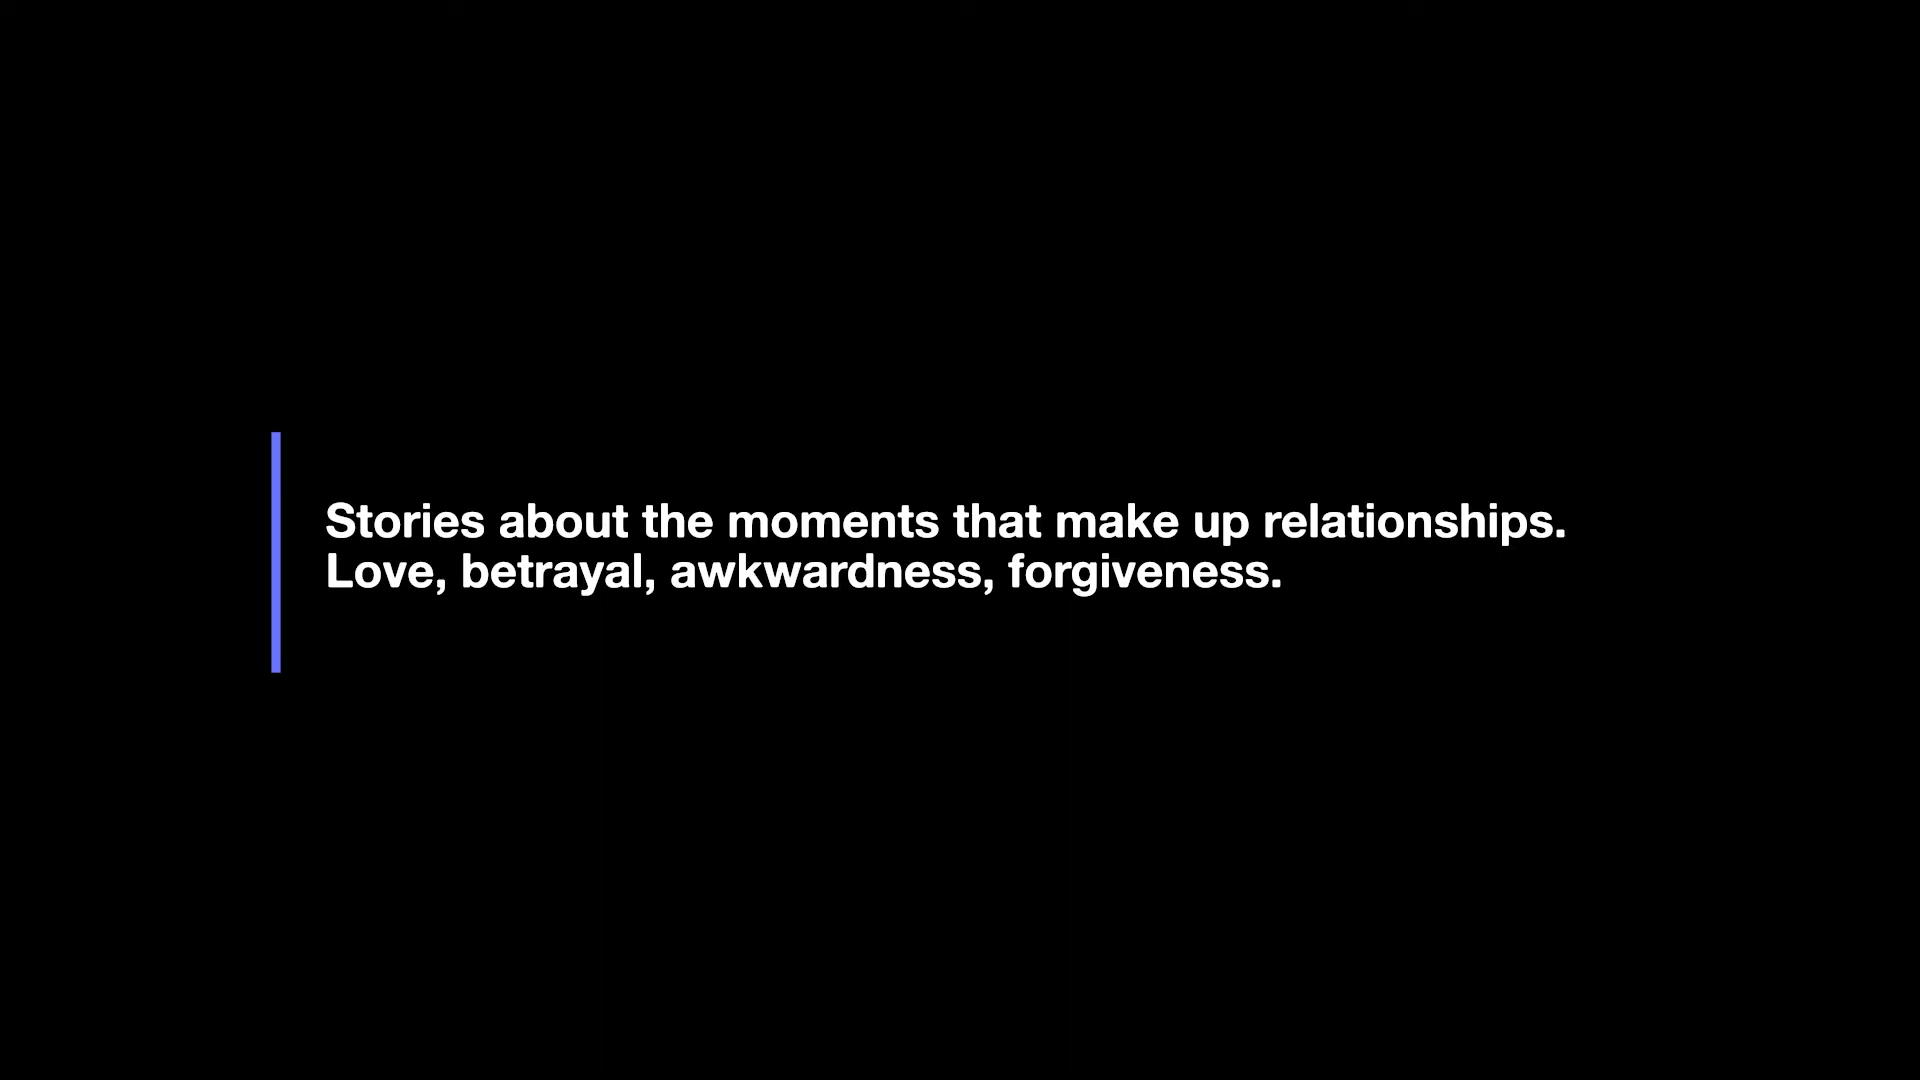 Stories about the moments that make up relationships.
Love, betrayal, awkwardness, forgiveness.